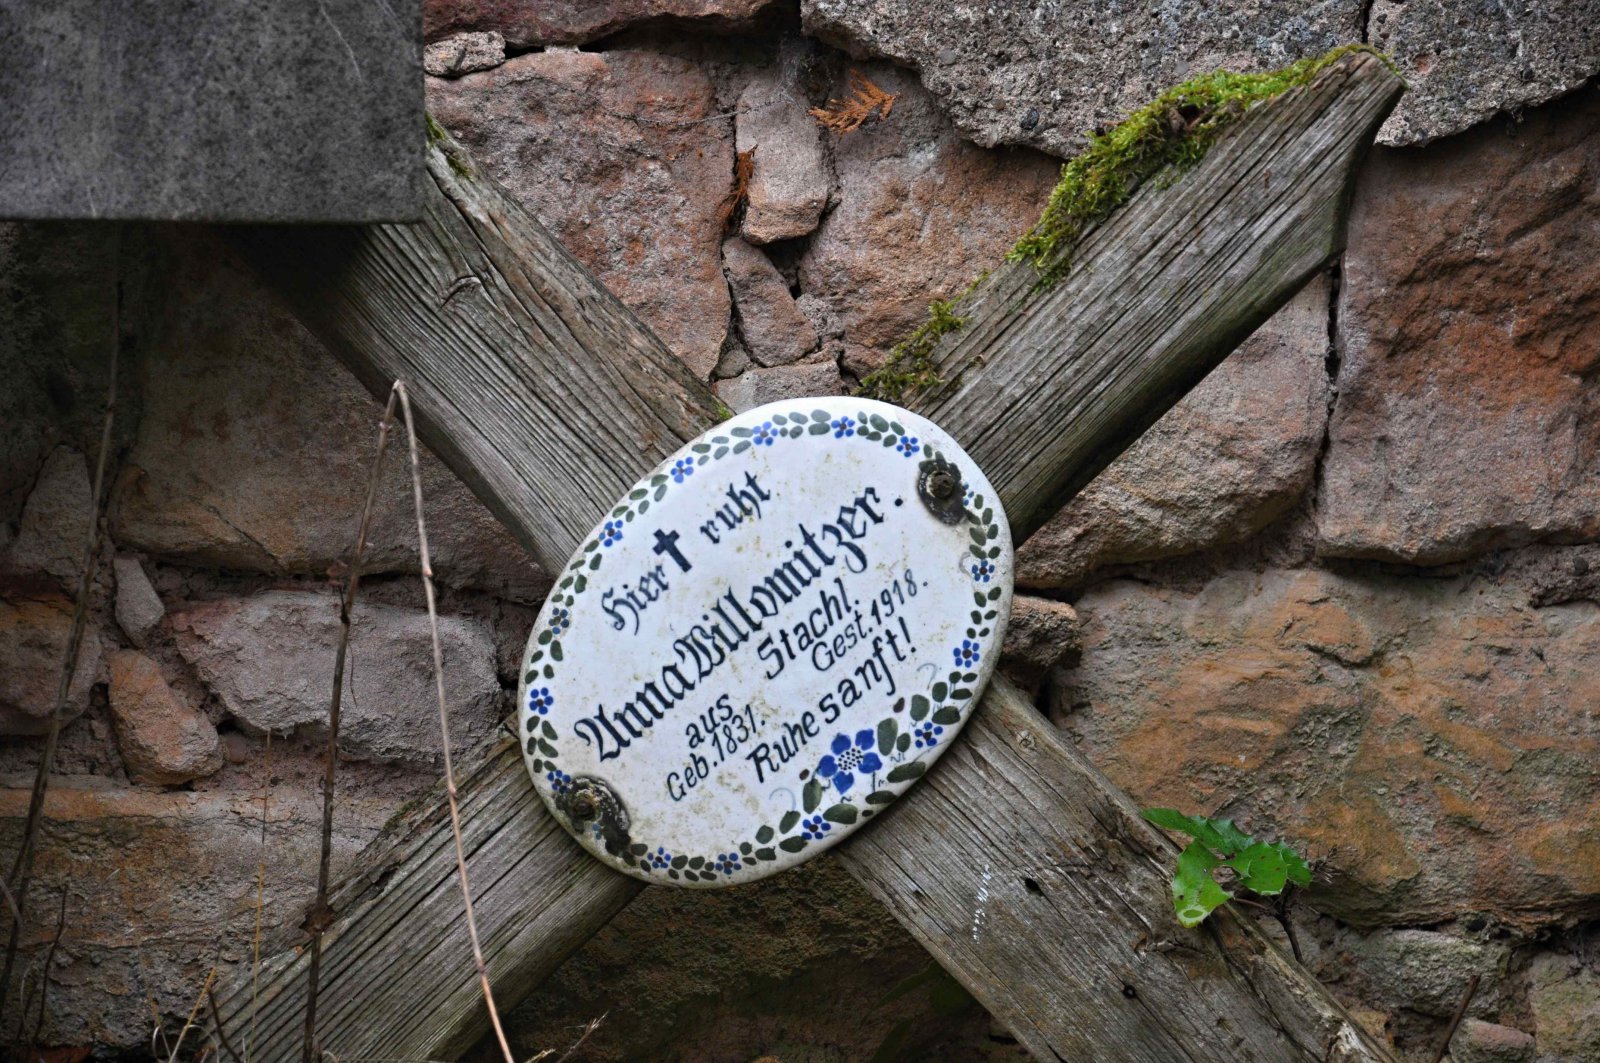 Hier ruht
Anna Willomitzer.
aus Stachl.
Geb. 1831. Gest. 1918.
Ruhe sanft!